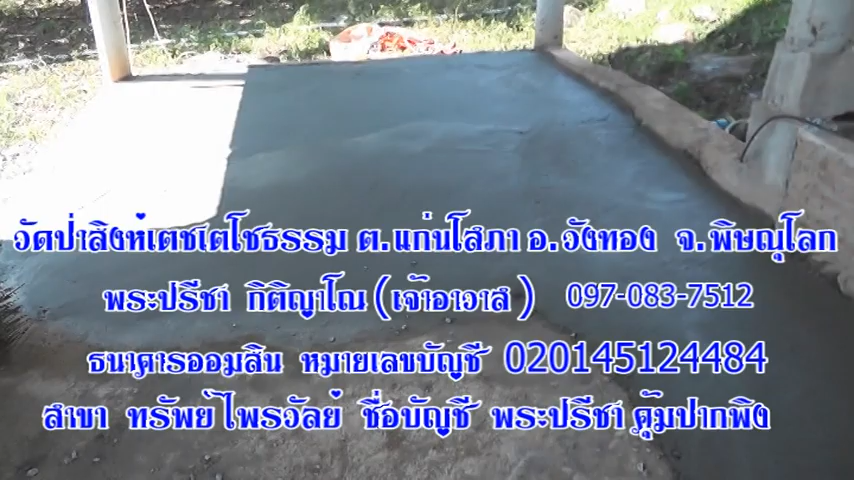 วัดป่าสิงห์เตชเตโชธรรม ต.แก่นโสภา อ.วังทอง จ.พิษณุโลก
พระปรีชา กิติญาโณ (เจ้าอาวาส) 097-083-7512
ธนาคารออมสิน หมายเลขบัญชี 020145124484
สาขา ทรัพย์ไพรวัลย์ ชื่อบัญชี พระปรีชา คุ้มปากพิง